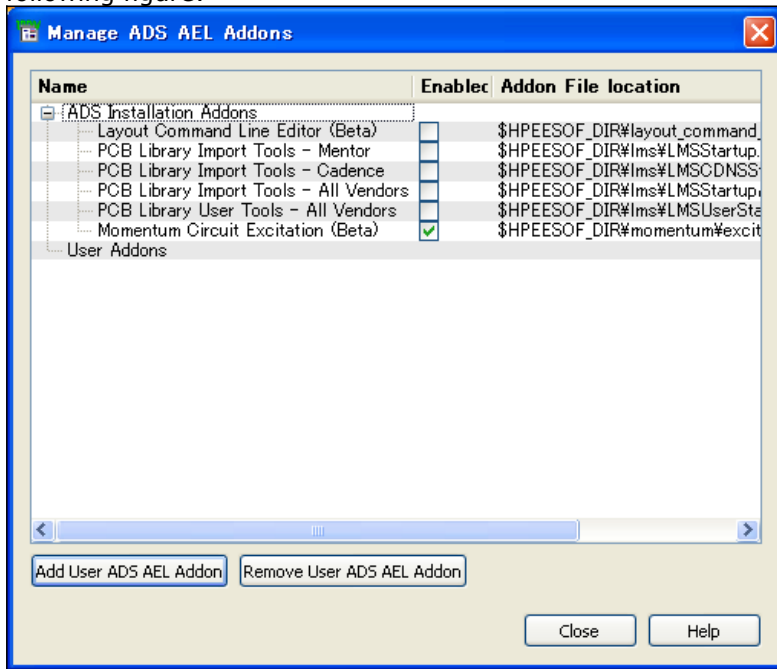 following figure.
Manage ADS AEL Addons
Name Enablec Addon File location
ADS Installation Addons
Layout Command Line Editor (Beta) $HPEESOF_DIR¥layout_command_
PCB Library Import Tools - Mentor $HPEESOF_DIR¥lms¥LMSStartup.
PCB Library Import Tools - Cadence $HPEESOF_DIR¥lms¥LMSCDNSS
PCB Library Import Tools - All Vendors $HPEESOF_DIR¥lms¥LMSStartup
PCB Library User Tools - All Vendors $HPEESOF_DIR¥lms¥LMSUserSta
Momentum Circuit Excitation (Beta) $HPEESOF_DIR¥momentum¥excit
User Addons
Add User ADS AEL Addon Remove User ADS AEL Addon
Close Help